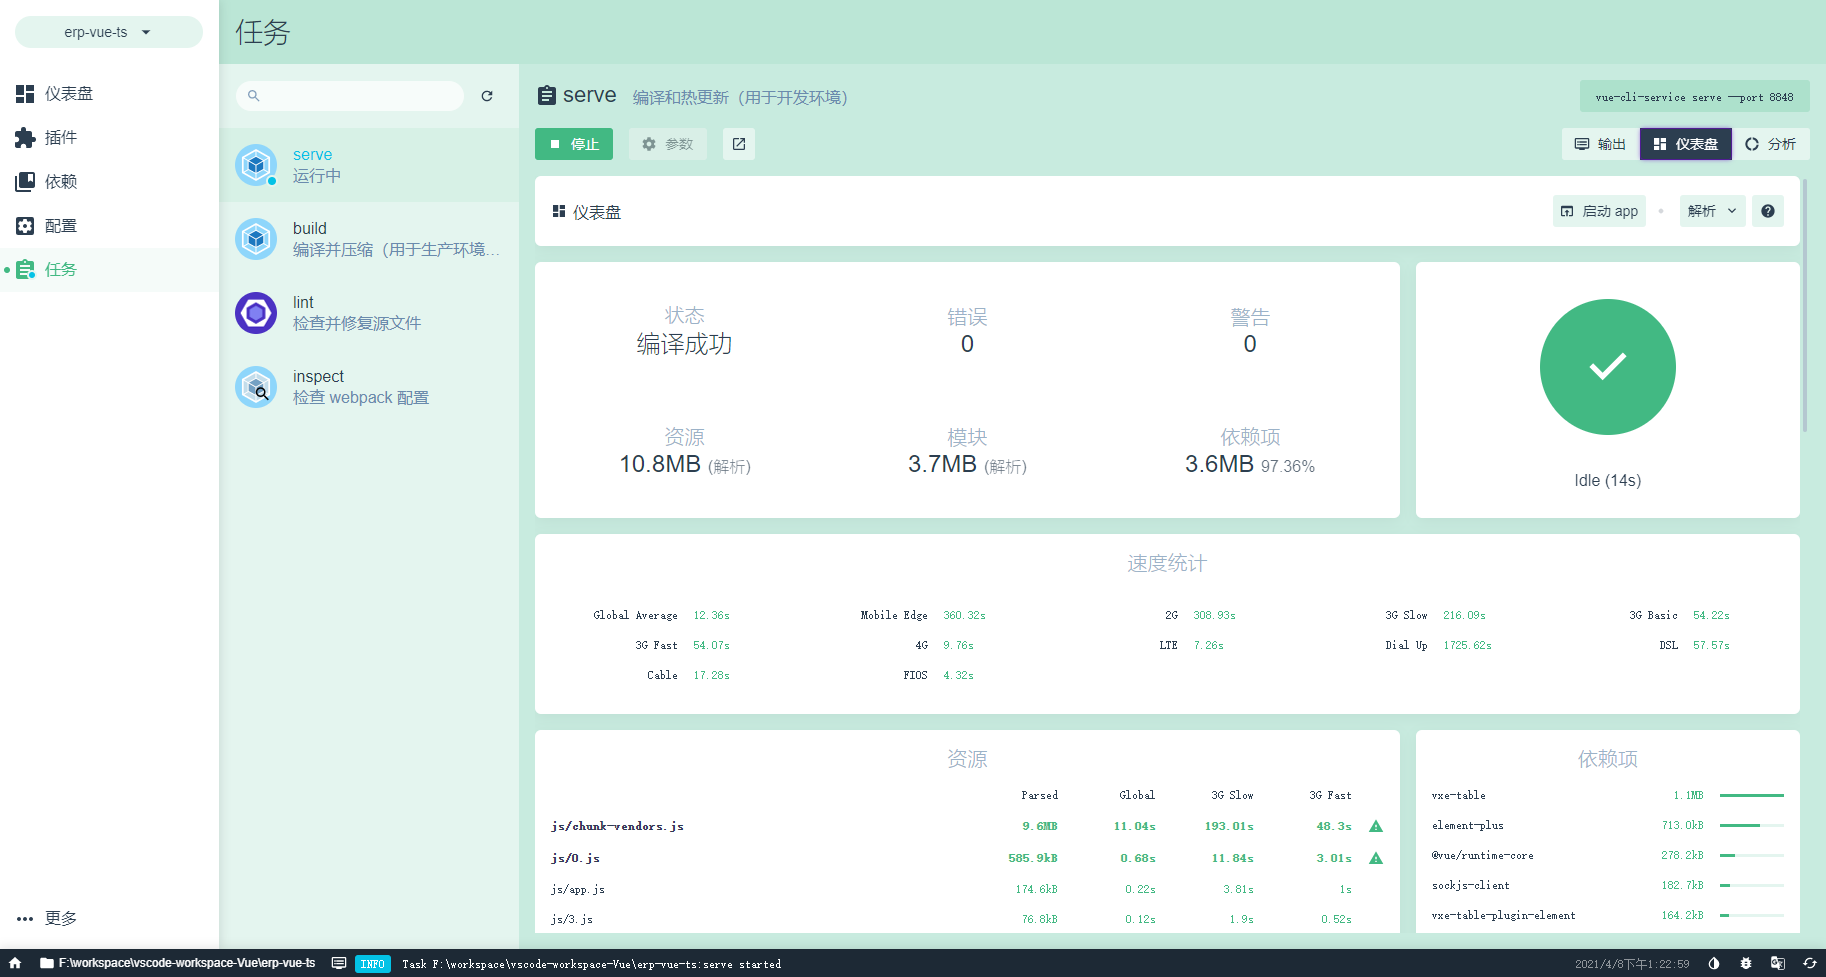 erp-vue-ts
任务
仪表盘
插件
依赖
配置
任务
更多
serve
运行中
build
编译并压缩（用于生产环境...
lint
检查并修复源文件
inspect
检查 webpack 配置
serve 编译和热更新（用于开发环境）
vue-cli-service serve --port 8848
停止 参数
输出 仪表盘 分析
仪表盘
启动 app 解析
状态 错误 警告
编译成功 0 0
资源 模块 依赖项
10.8MB (解析) 3.7MB (解析) 3.6MB 97.36%
Idle (14s)
速度统计
Global Average 12.36s Mobile Edge 360.32s 2G 308.93s 3G Slow 216.09s 3G Basic 54.22s
3G Fast 54.07s 4G 9.76s LTE 7.26s Dial Up 1725.62s DSL 57.57s
Cable 17.28s FIOS 4.32s
资源
Parsed Global 3G Slow 3G Fast
js/chunk-vendors.js 9.6MB 11.04s 193.01s 48.3s
js/0.js 585.9kB 0.68s 11.84s 3.01s
js/app.js 174.6kB 0.22s 3.81s 1s
js/3.js 76.8kB 0.12s 1.9s 0.52s
依赖项
vxe-table 1.1MB
element-plus 713.0kB
@vue/runtime-core 278.2kB
sockjs-client 182.7kB
vxe-table-plugin-element 164.2kB
F:\workspace\vscode-workspace-Vue\erp-vue-ts INFO Task F:\workspace\vscode-workspace-Vue\erp-vue-ts:serve started 2021/4/8下午1:22:59